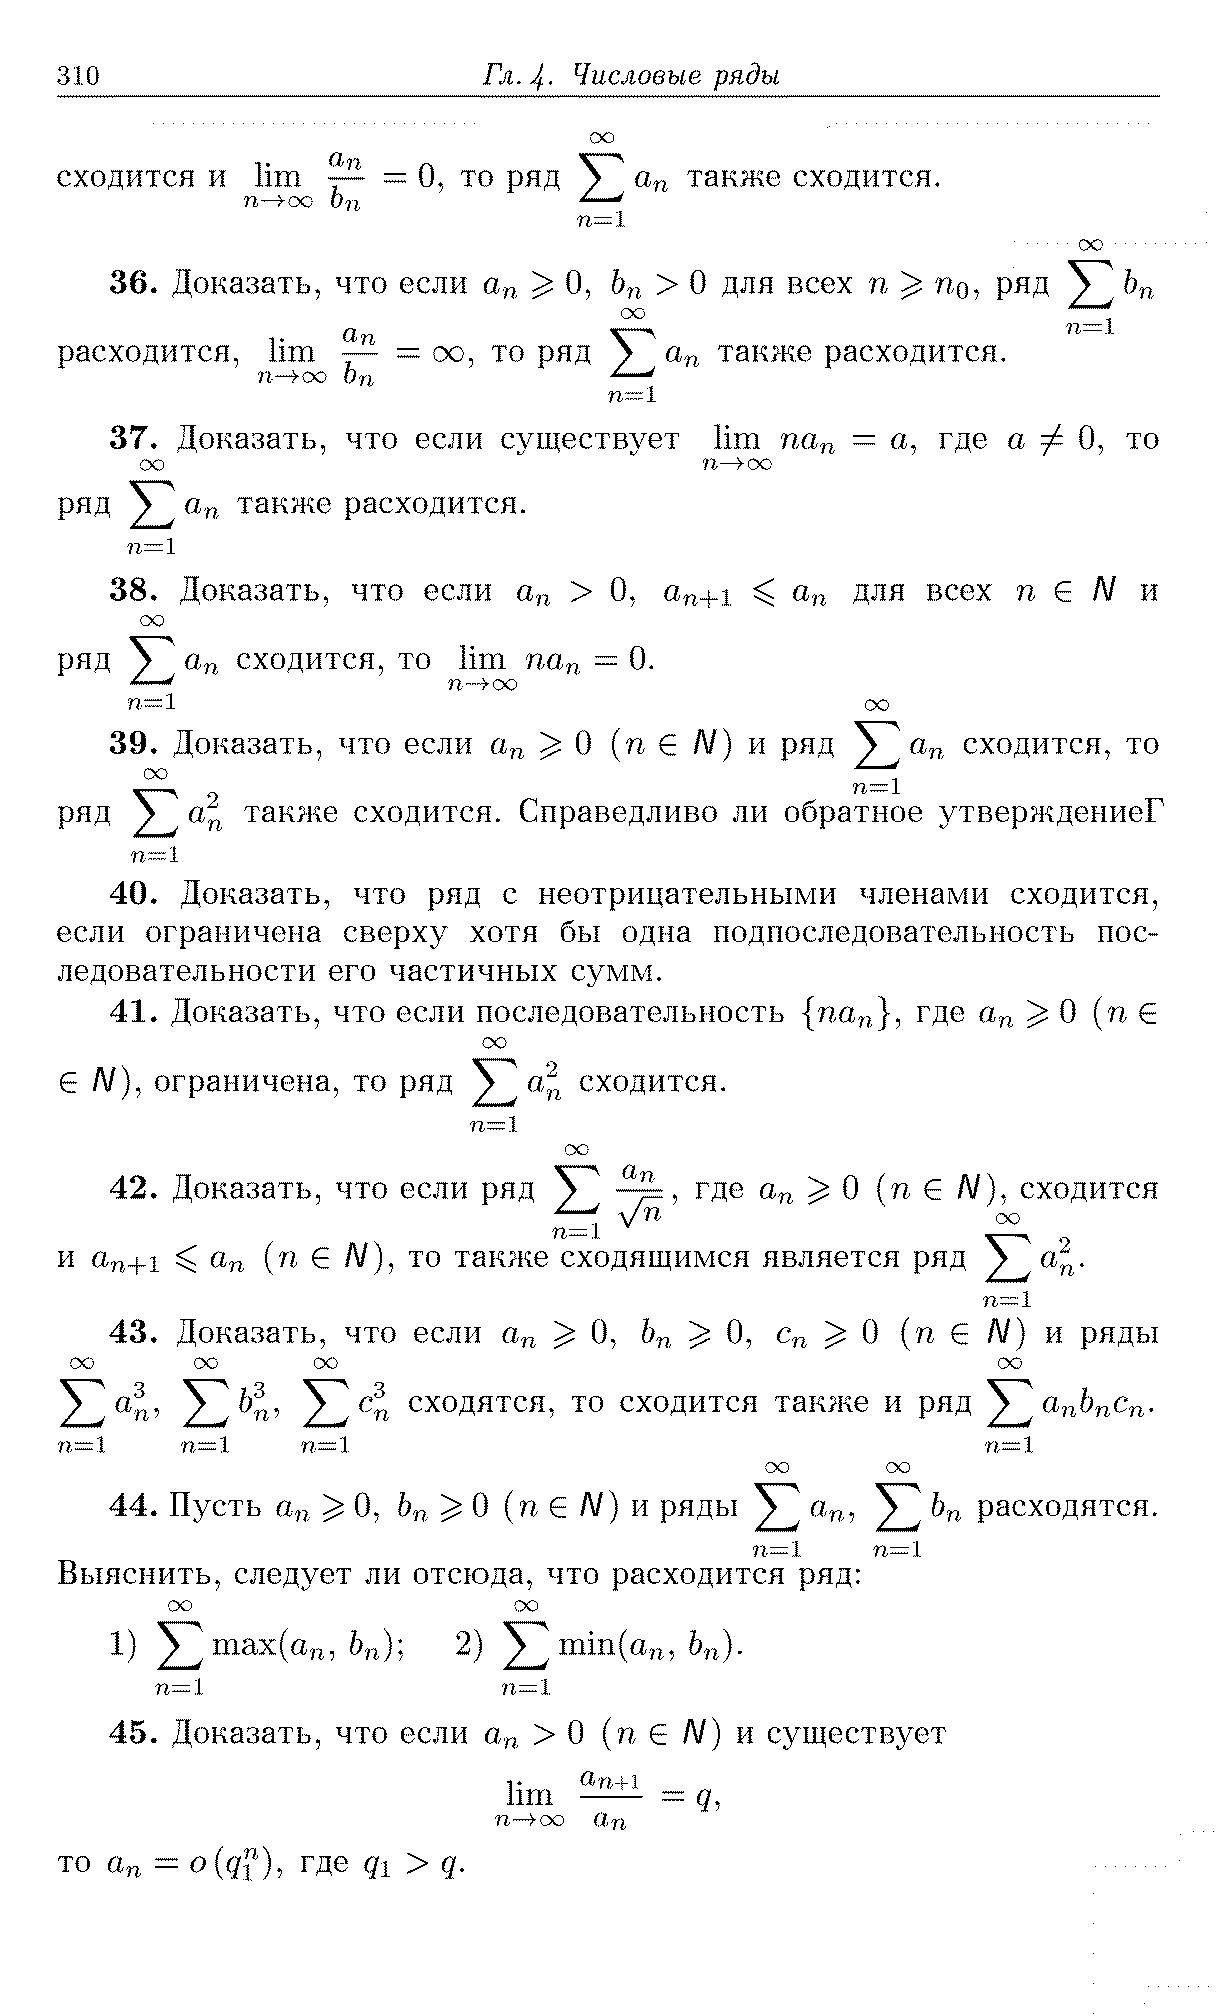 310 Гл. 4. Числовые ряды
сходится и $\lim\limits_{n\to\infty} \frac{a_n}{b_n} = 0$, то ряд $\sum\limits_{n=1}^{\infty} a_n$ также сходится.
36. Доказать, что если $a_n \geqslant 0$, $b_n > 0$ для всех $n \geqslant n_0$, ряд $\sum\limits_{n=1}^{\infty} b_n$
расходится, $\lim\limits_{n\to\infty} \frac{a_n}{b_n} = \infty$, то ряд $\sum\limits_{n=1}^{\infty} a_n$ также расходится.
37. Доказать, что если существует $\lim\limits_{n\to\infty} na_n = a$, где $a \neq 0$, то
ряд $\sum\limits_{n=1}^{\infty} a_n$ также расходится.
38. Доказать, что если $a_n > 0$, $a_{n+1} \leqslant a_n$ для всех $n \in N$ и
ряд $\sum\limits_{n=1}^{\infty} a_n$ сходится, то $\lim\limits_{n\to\infty} na_n = 0$.
39. Доказать, что если $a_n \geqslant 0$ ($n \in N$) и ряд $\sum\limits_{n=1}^{\infty} a_n$ сходится, то
ряд $\sum\limits_{n=1}^{\infty} a_n^2$ также сходится. Справедливо ли обратное утверждениеГ
40. Доказать, что ряд с неотрицательными членами сходится,
если ограничена сверху хотя бы одна подпоследовательность пос-
ледовательности его частичных сумм.
41. Доказать, что если последовательность $\{na_n\}$, где $a_n \geqslant 0$ ($n \in$
$\in N$), ограничена, то ряд $\sum\limits_{n=1}^{\infty} a_n^2$ сходится.
42. Доказать, что если ряд $\sum\limits_{n=1}^{\infty} \frac{a_n}{\sqrt{n}}$, где $a_n \geqslant 0$ ($n \in N$), сходится
и $a_{n+1} \leqslant a_n$ ($n \in N$), то также сходящимся является ряд $\sum\limits_{n=1}^{\infty} a_n^2$.
43. Доказать, что если $a_n \geqslant 0$, $b_n \geqslant 0$, $c_n \geqslant 0$ ($n \in N$) и ряды
$\sum\limits_{n=1}^{\infty} a_n^3$, $\sum\limits_{n=1}^{\infty} b_n^3$, $\sum\limits_{n=1}^{\infty} c_n^3$ сходятся, то сходится также и ряд $\sum\limits_{n=1}^{\infty} a_n b_n c_n$.
44. Пусть $a_n \geqslant 0$, $b_n \geqslant 0$ ($n \in N$) и ряды $\sum\limits_{n=1}^{\infty} a_n$, $\sum\limits_{n=1}^{\infty} b_n$ расходятся.
Выяснить, следует ли отсюда, что расходится ряд:
1) $\sum\limits_{n=1}^{\infty} \max(a_n, b_n)$; 2) $\sum\limits_{n=1}^{\infty} \min(a_n, b_n)$.
45. Доказать, что если $a_n > 0$ ($n \in N$) и существует
$\lim\limits_{n\to\infty} \frac{a_{n+1}}{a_n} = q$,
то $a_n = o(q_1^n)$, где $q_1 > q$.